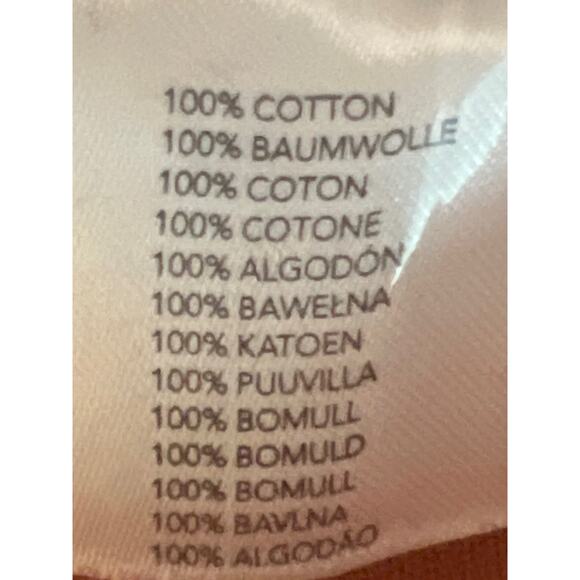 100% COTTON
100% BAUMWOLLE
100% COTON
100% COTONE
100% ALGODÓN
100% BAWEŁNA
100% KATOEN
100% PUUVILLA
100% BOMULL
100% BOMULD
100% BOMULL
100% BAVLNA
100% ALGODÃO